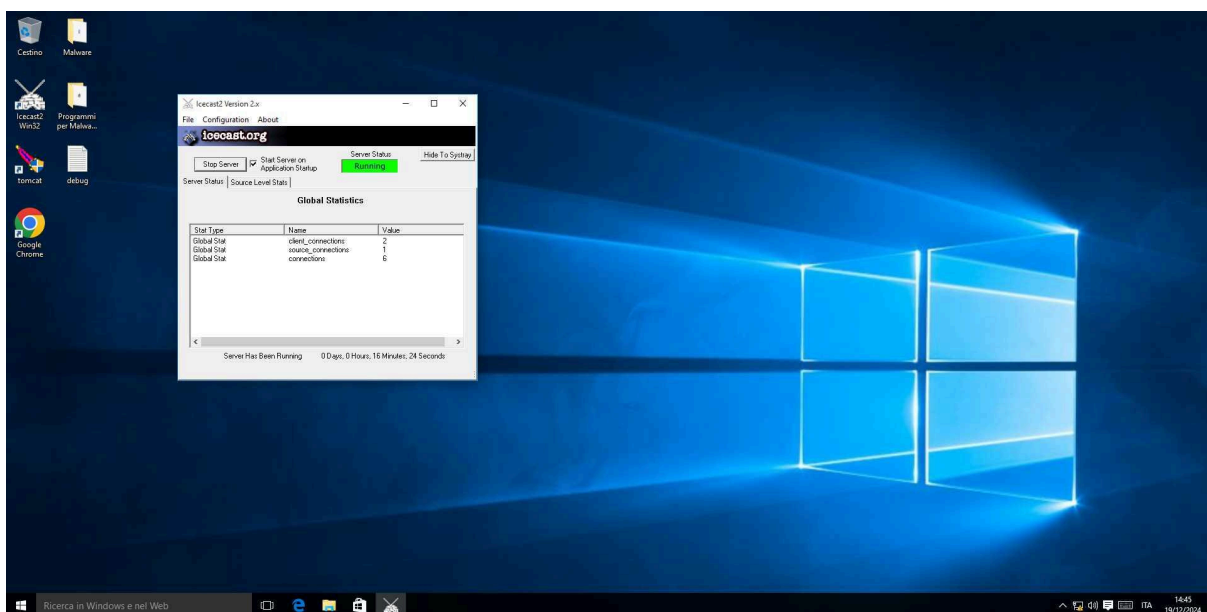 Cestino
Malware
Icecast2
Win32
Programmi
per Malwa...
tomcat
debug
Google
Chrome
Icecast2 Version 2.x
File Configuration About
icecast.org
Stop Server
Start Server on
Application Startup
Server Status
Running
Hide To Systray
Server Status Source Level Stats
Global Statistics
Stat Type Name Value
Global Stat client_connections 2
Global Stat source_connections 1
Global Stat connections 6
Server Has Been Running 0 Days, 0 Hours, 16 Minutes, 24 Seconds
Ricerca in Windows e nel Web
ITA
14:45
19/12/2024